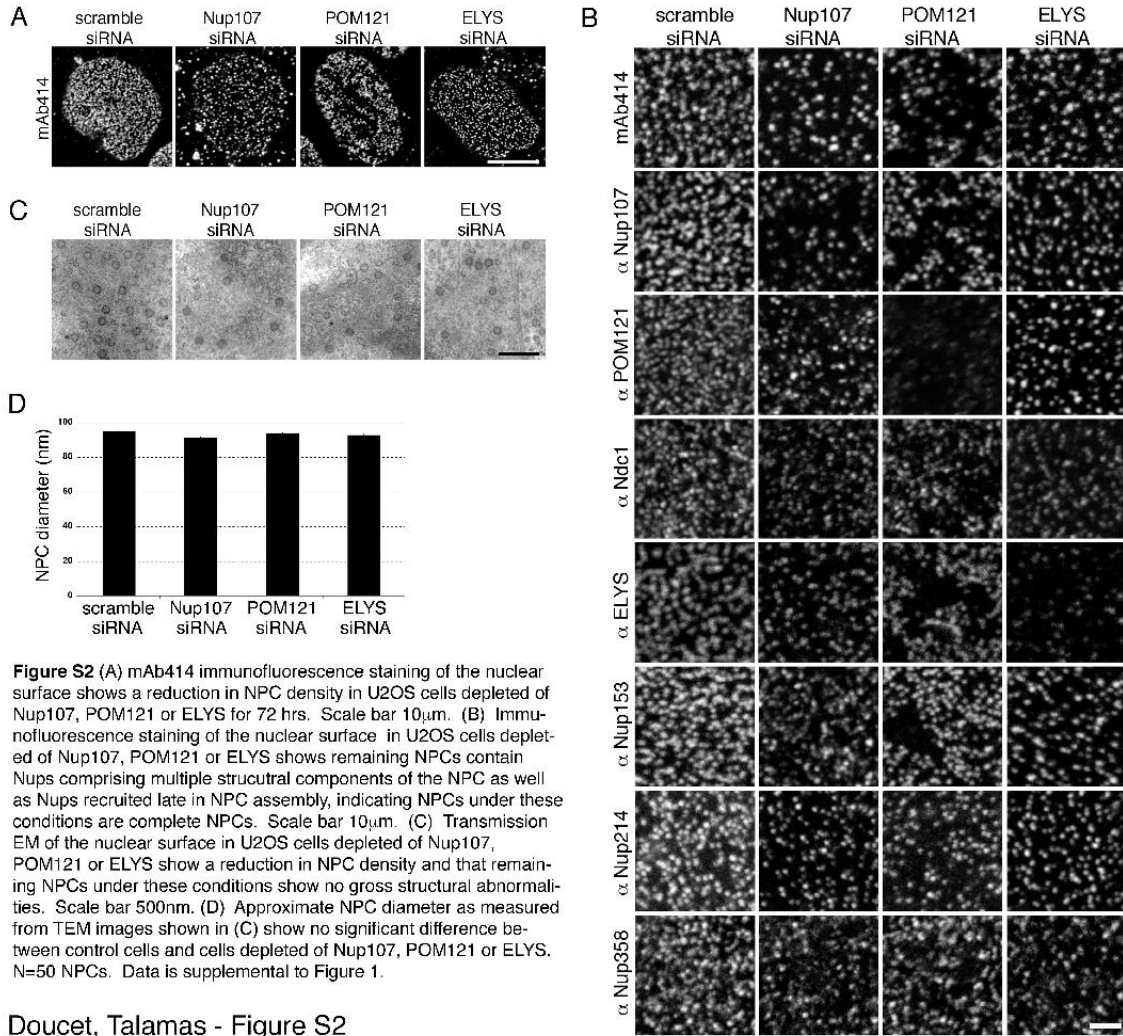 A
scramble
siRNA
Nup107
siRNA
POM121
siRNA
ELYS
siRNA
mAb414
C
scramble
siRNA
Nup107
siRNA
POM121
siRNA
ELYS
siRNA
D
NPC diameter (nm)
100
80
60
40
20
0
scramble
siRNA
Nup107
siRNA
POM121
siRNA
ELYS
siRNA
Figure S2 (A) mAb414 immunofluorescence staining of the nuclear
surface shows a reduction in NPC density in U2OS cells depleted of
Nup107, POM121 or ELYS for 72 hrs.  Scale bar 10μm.  (B)  Immu-
nofluorescence staining of the nuclear surface  in U2OS cells deplet-
ed of Nup107, POM121 or ELYS shows remaining NPCs contain
Nups comprising multiple strucutral components of the NPC as well
as Nups recruited late in NPC assembly, indicating NPCs under these
conditions are complete NPCs.  Scale bar 10μm.  (C)  Transmission
EM of the nuclear surface in U2OS cells depleted of Nup107,
POM121 or ELYS show a reduction in NPC density and that remain-
ing NPCs under these conditions show no gross structural abnormali-
ties.  Scale bar 500nm. (D)  Approximate NPC diameter as measured
from TEM images shown in (C) show no significant difference be-
tween control cells and cells depleted of Nup107, POM121 or ELYS.
N=50 NPCs.  Data is supplemental to Figure 1.
Doucet, Talamas - Figure S2
B
scramble
siRNA
Nup107
siRNA
POM121
siRNA
ELYS
siRNA
mAb414
α Nup107
α POM121
α Ndc1
α ELYS
α Nup153
α Nup214
α Nup358